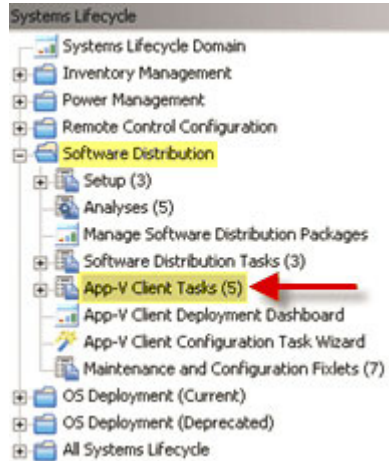 Systems Lifecycle
Systems Lifecycle Domain
Inventory Management
Power Management
Remote Control Configuration
Software Distribution
Setup (3)
Analyses (5)
Manage Software Distribution Packages
Software Distribution Tasks (3)
App-V Client Tasks (5)
App-V Client Deployment Dashboard
App-V Client Configuration Task Wizard
Maintenance and Configuration Fixlets (7)
OS Deployment (Current)
OS Deployment (Deprecated)
All Systems Lifecycle